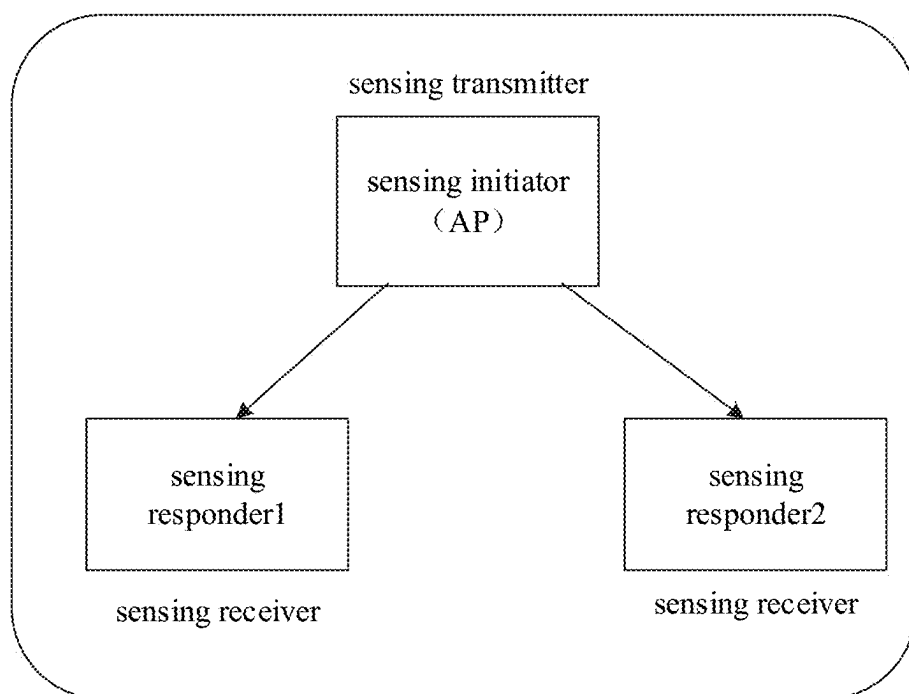 sensing transmitter
sensing initiator
（AP）
sensing
responder1
sensing receiver
sensing
responder2
sensing receiver